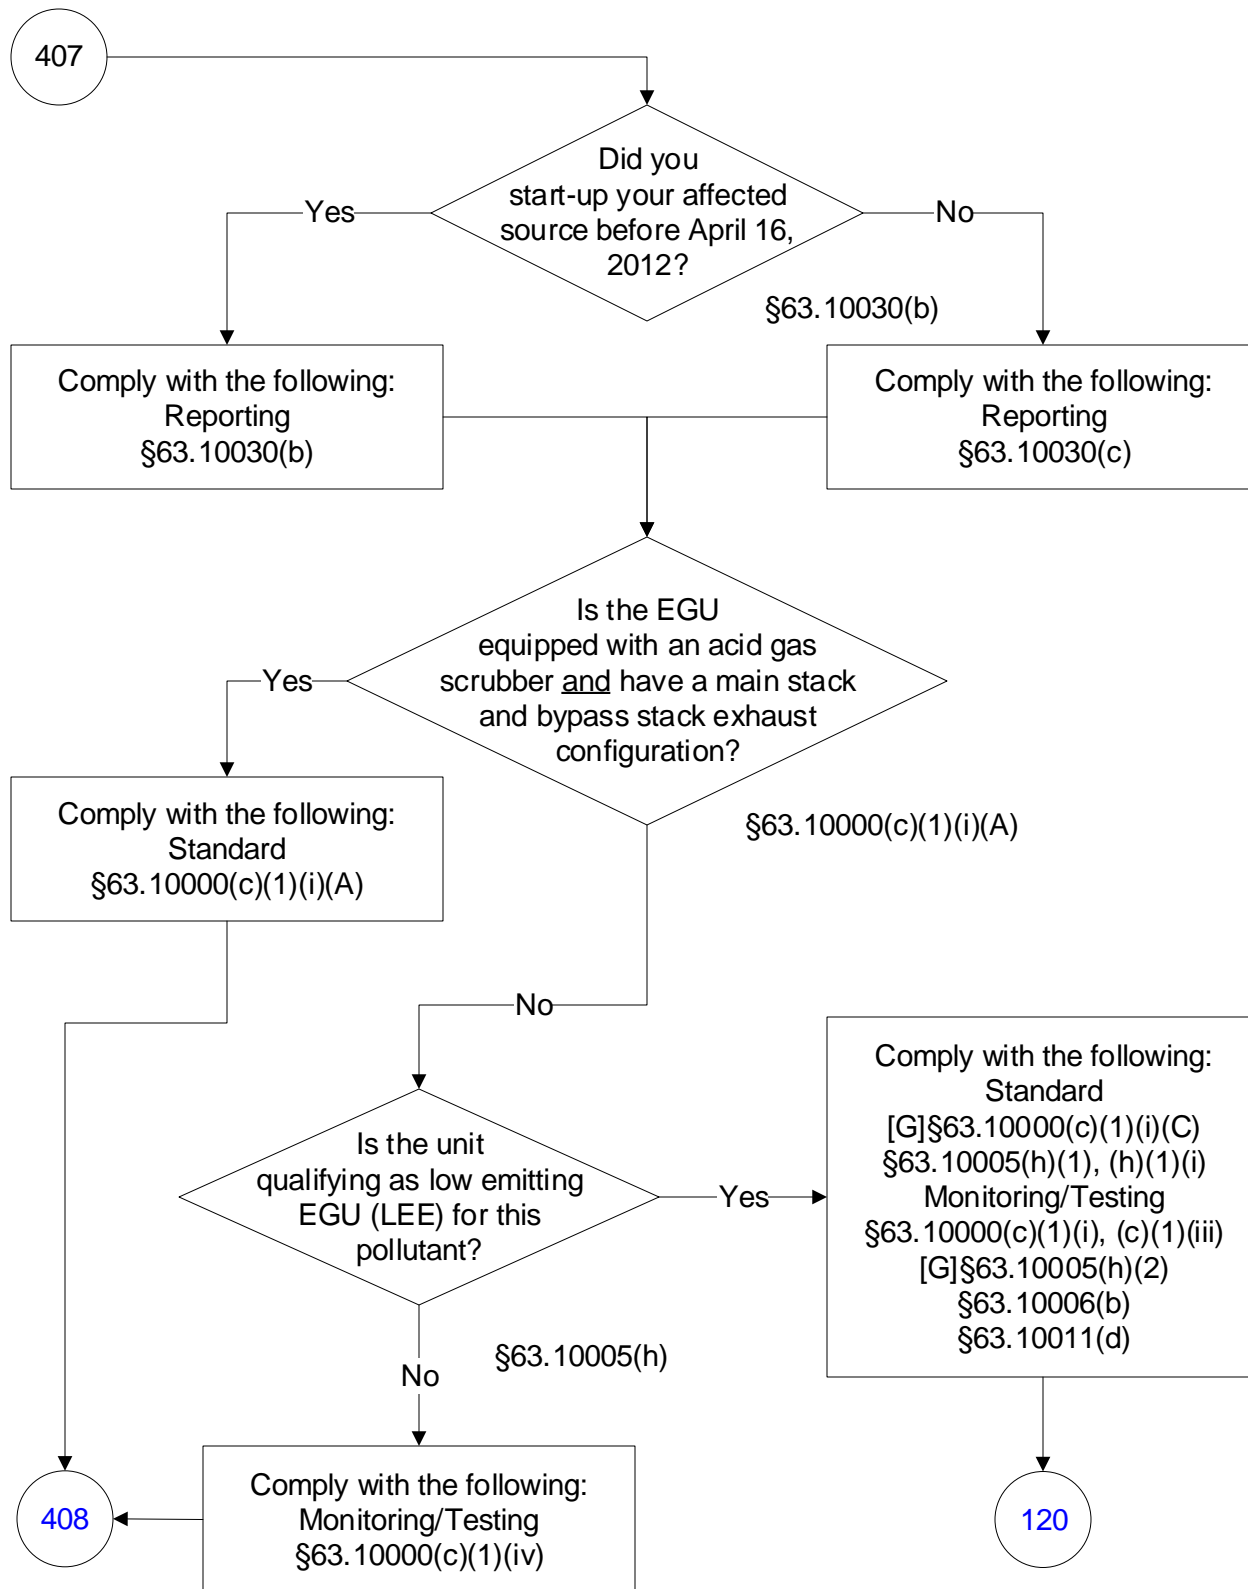 407
Did you
start-up your affected
source before April 16,
2012?
Yes
No
§63.10030(b)
Comply with the following:
Reporting
§63.10030(b)
Comply with the following:
Reporting
§63.10030(c)
Is the EGU
equipped with an acid gas
scrubber and have a main stack
and bypass stack exhaust
configuration?
Yes
§63.10000(c)(1)(i)(A)
Comply with the following:
Standard
§63.10000(c)(1)(i)(A)
No
Is the unit
qualifying as low emitting
EGU (LEE) for this
pollutant?
Yes
Comply with the following:
Standard
[G]§63.10000(c)(1)(i)(C)
§63.10005(h)(1), (h)(1)(i)
Monitoring/Testing
§63.10000(c)(1)(i), (c)(1)(iii)
[G]§63.10005(h)(2)
§63.10006(b)
§63.10011(d)
§63.10005(h)
No
408
Comply with the following:
Monitoring/Testing
§63.10000(c)(1)(iv)
120